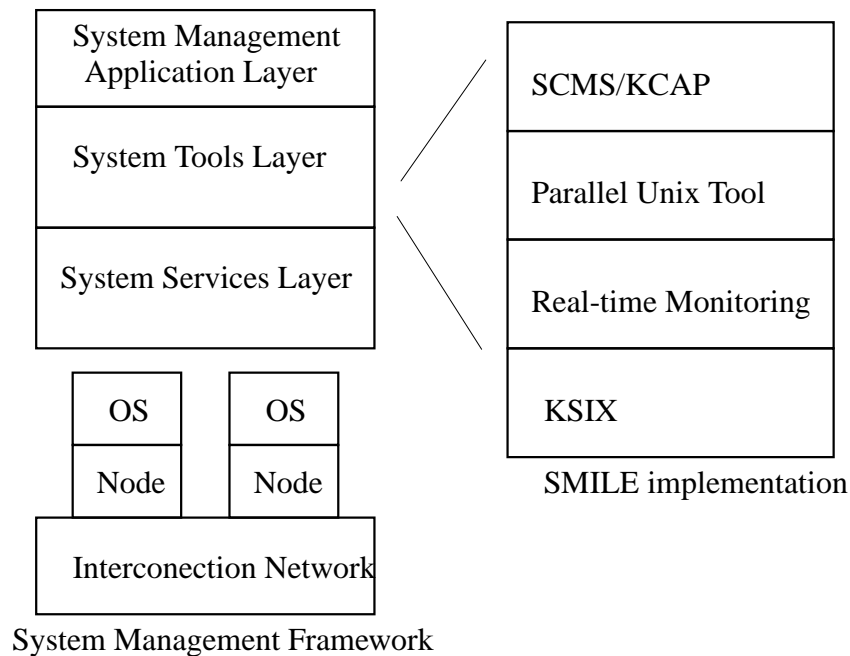 System Management
Application Layer
System Tools Layer
System Services Layer
OS OS
Node Node
Interconection Network
System Management Framework
SCMS/KCAP
Parallel Unix Tool
Real-time Monitoring
KSIX
SMILE implementation